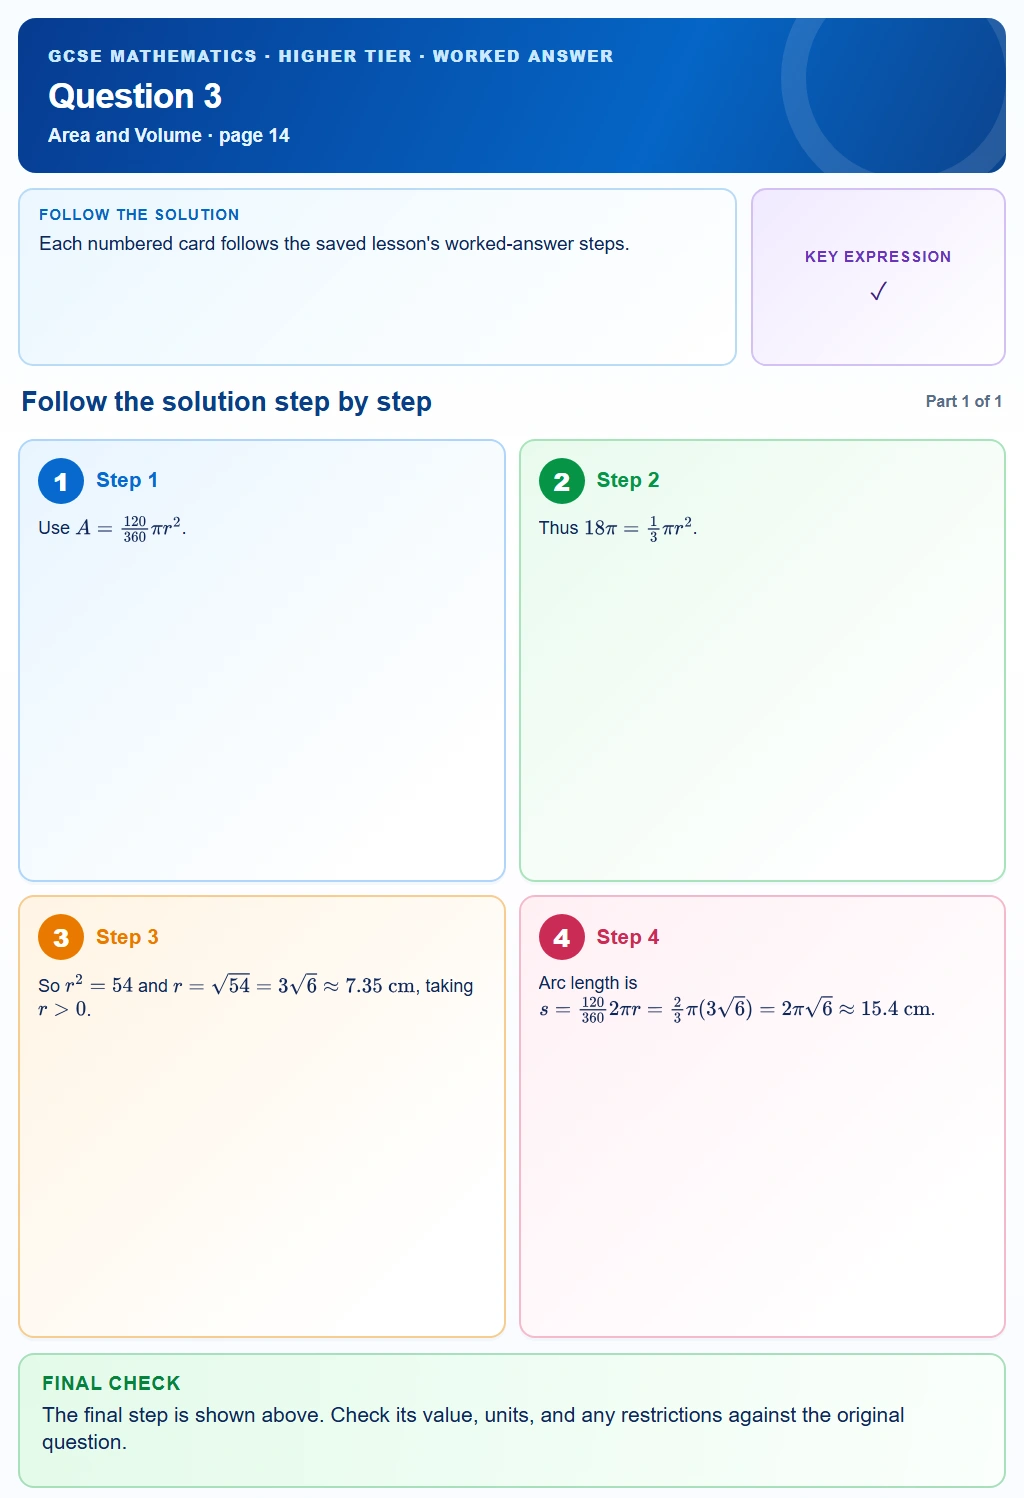 GCSE MATHEMATICS · HIGHER TIER · WORKED ANSWER
Question 3
Area and Volume · page 14
FOLLOW THE SOLUTION
Each numbered card follows the saved lesson's worked-answer steps.
KEY EXPRESSION
✓
Follow the solution step by step
Part 1 of 1
1 Step 1
Use A = 120/360 πr².
2 Step 2
Thus 18π = 1/3 πr².
3 Step 3
So r² = 54 and r = √54 = 3√6 ≈ 7.35 cm, taking
r > 0.
4 Step 4
Arc length is
s = 120/360 2πr = 2/3 π(3√6) = 2π√6 ≈ 15.4 cm.
FINAL CHECK
The final step is shown above. Check its value, units, and any restrictions against the original
question.